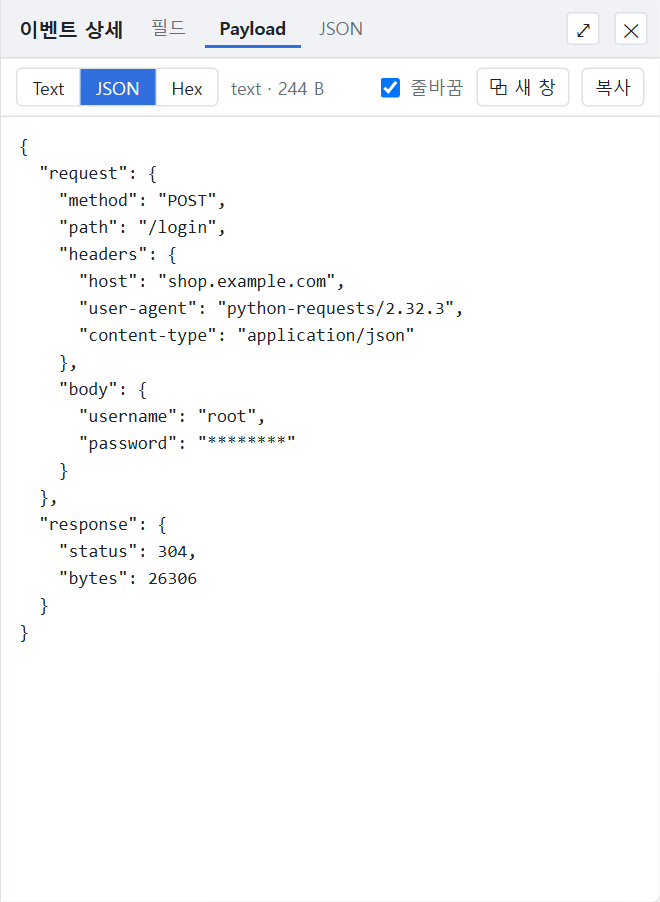 이벤트 상세 필드 Payload JSON
Text JSON Hex text · 244 B 줄바꿈 새 창 복사
{
  "request": {
    "method": "POST",
    "path": "/login",
    "headers": {
      "host": "shop.example.com",
      "user-agent": "python-requests/2.32.3",
      "content-type": "application/json"
    },
    "body": {
      "username": "root",
      "password": "********"
    }
  },
  "response": {
    "status": 304,
    "bytes": 26306
  }
}